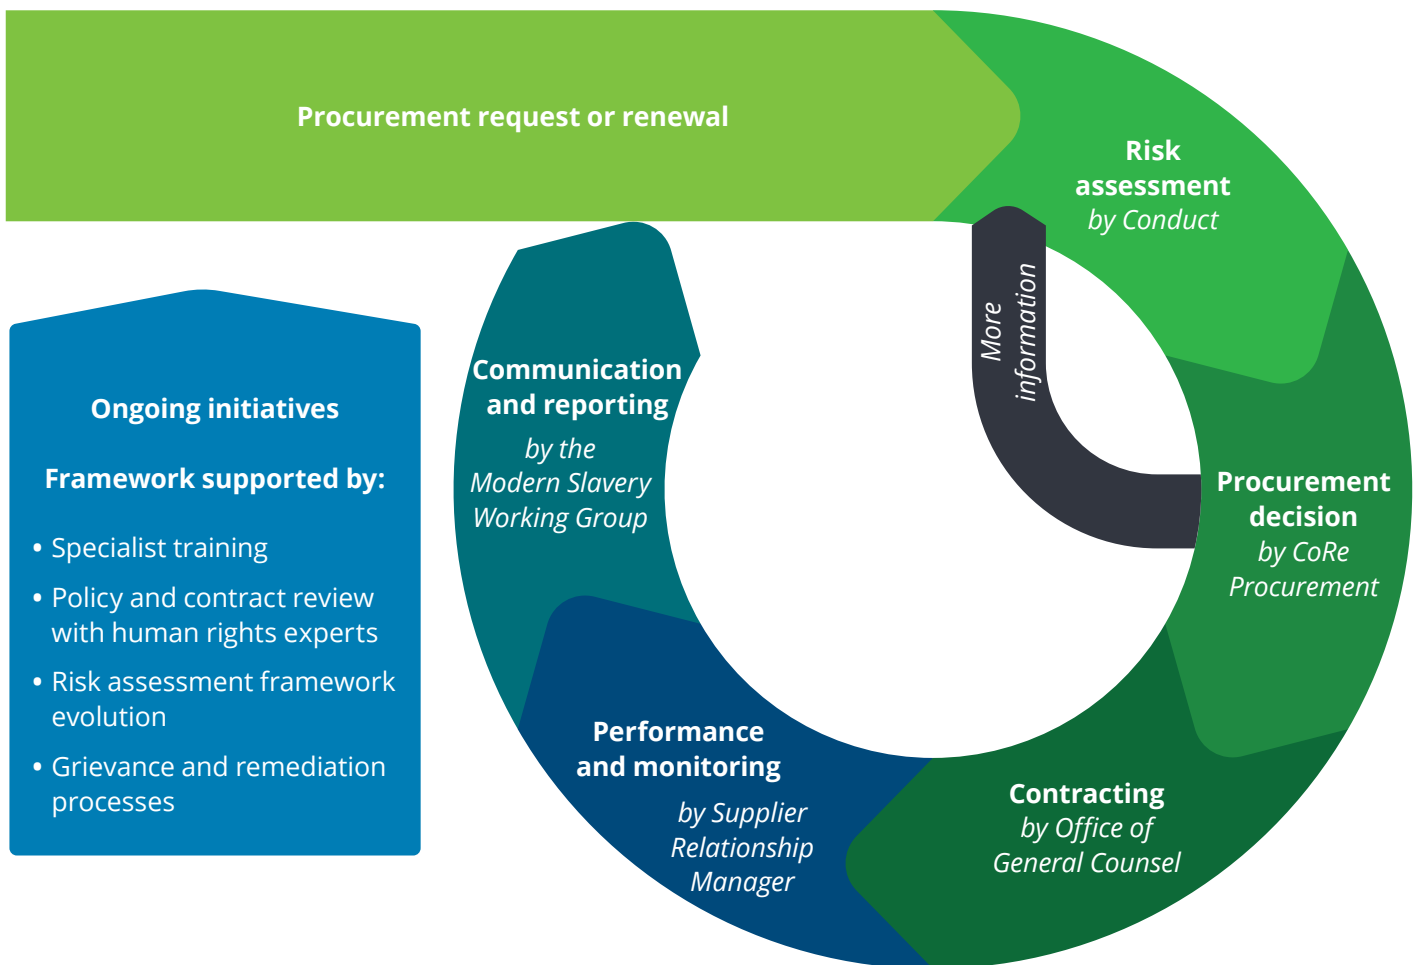 Procurement request or renewal
Risk
assessment
by Conduct
More
information
Procurement
decision
by CoRe
Procurement
Contracting
by Office of
General Counsel
Performance
and monitoring
by Supplier
Relationship
Manager
Communication
and reporting
by the
Modern Slavery
Working Group
Ongoing initiatives
Framework supported by:
• Specialist training
• Policy and contract review
with human rights experts
• Risk assessment framework
evolution
• Grievance and remediation
processes